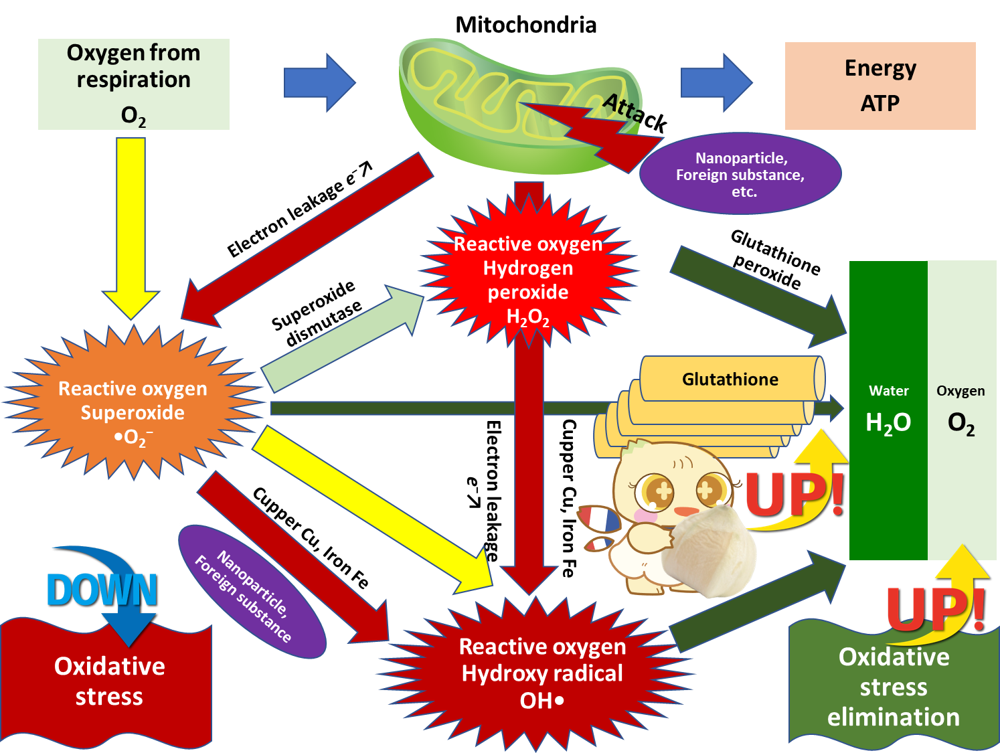 Mitochondria
Oxygen from
respiration
O₂
Energy
ATP
Attack
Nanoparticle,
Foreign substance,
etc.
Electron leakage e⁻↗
Reactive oxygen
Hydrogen
peroxide
H₂O₂
Glutathione
peroxide
Superoxide
dismutase
Glutathione
Reactive oxygen
Superoxide
•O₂⁻
Water
H₂O
Oxygen
O₂
Electron leakage
e⁻↗
Cupper Cu, Iron Fe
UP!
Cupper Cu, Iron Fe
Nanoparticle,
Foreign substance
DOWN
Oxidative
stress
Reactive oxygen
Hydroxy radical
OH•
UP!
Oxidative
stress
elimination